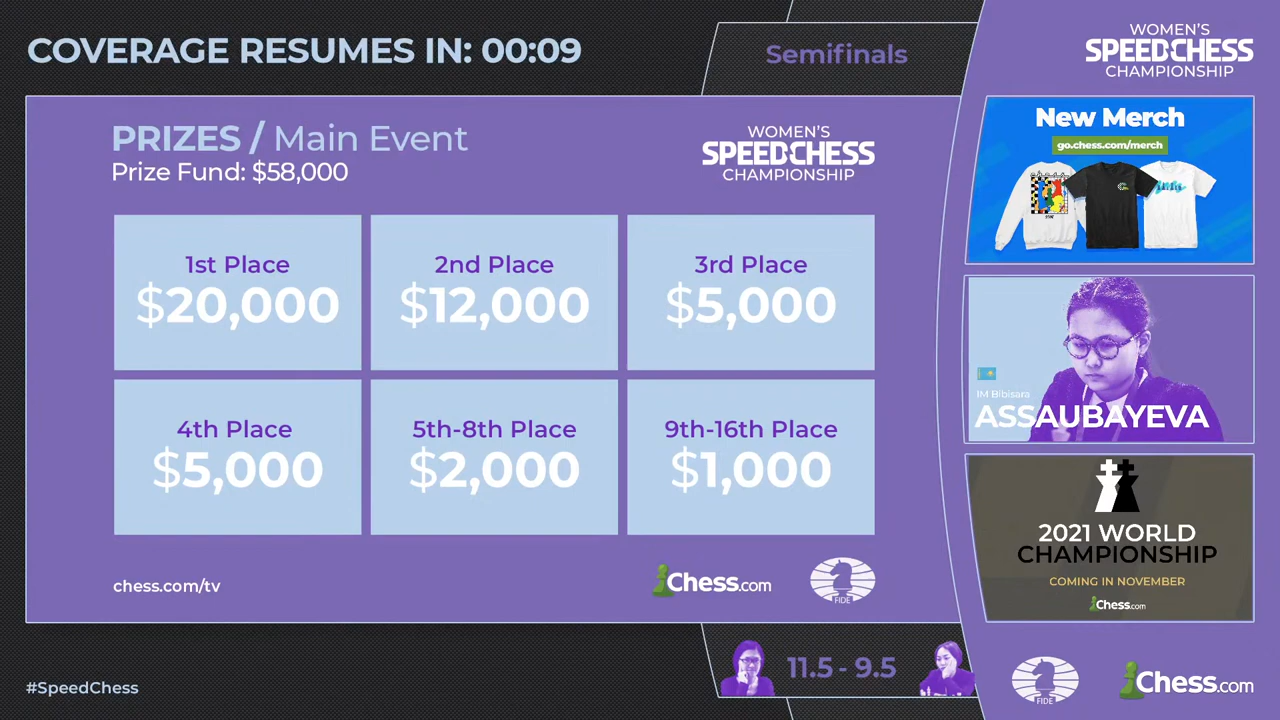 COVERAGE RESUMES IN: 00:09
Semifinals
WOMEN'S
SPEEDCHESS
CHAMPIONSHIP
PRIZES / Main Event
Prize Fund: $58,000
WOMEN'S
SPEEDCHESS
CHAMPIONSHIP
1st Place
$20,000
2nd Place
$12,000
3rd Place
$5,000
4th Place
$5,000
5th-8th Place
$2,000
9th-16th Place
$1,000
chess.com/tv
Chess.com
FIDE
New Merch
go.chess.com/merch
IM Bibisara
ASSAUBAYEVA
2021 WORLD
CHAMPIONSHIP
COMING IN NOVEMBER
Chess.com
#SpeedChess
11.5 - 9.5
FIDE
Chess.com